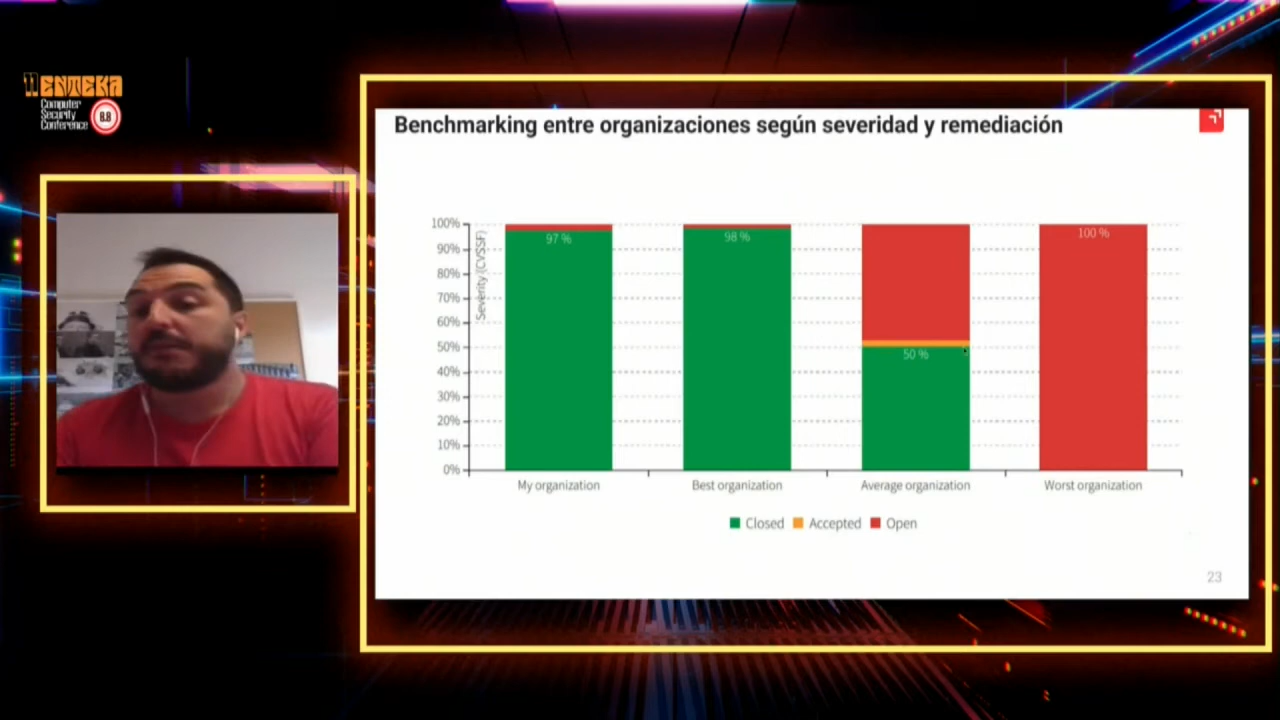 11ENTEKA
Computer
Security
Conference
8.8
Benchmarking entre organizaciones según severidad y remediación
Severity (CVSSF)
100%
90%
80%
70%
60%
50%
40%
30%
20%
10%
0%
97 %
98 %
50 %
100 %
My organization
Best organization
Average organization
Worst organization
Closed Accepted Open
23